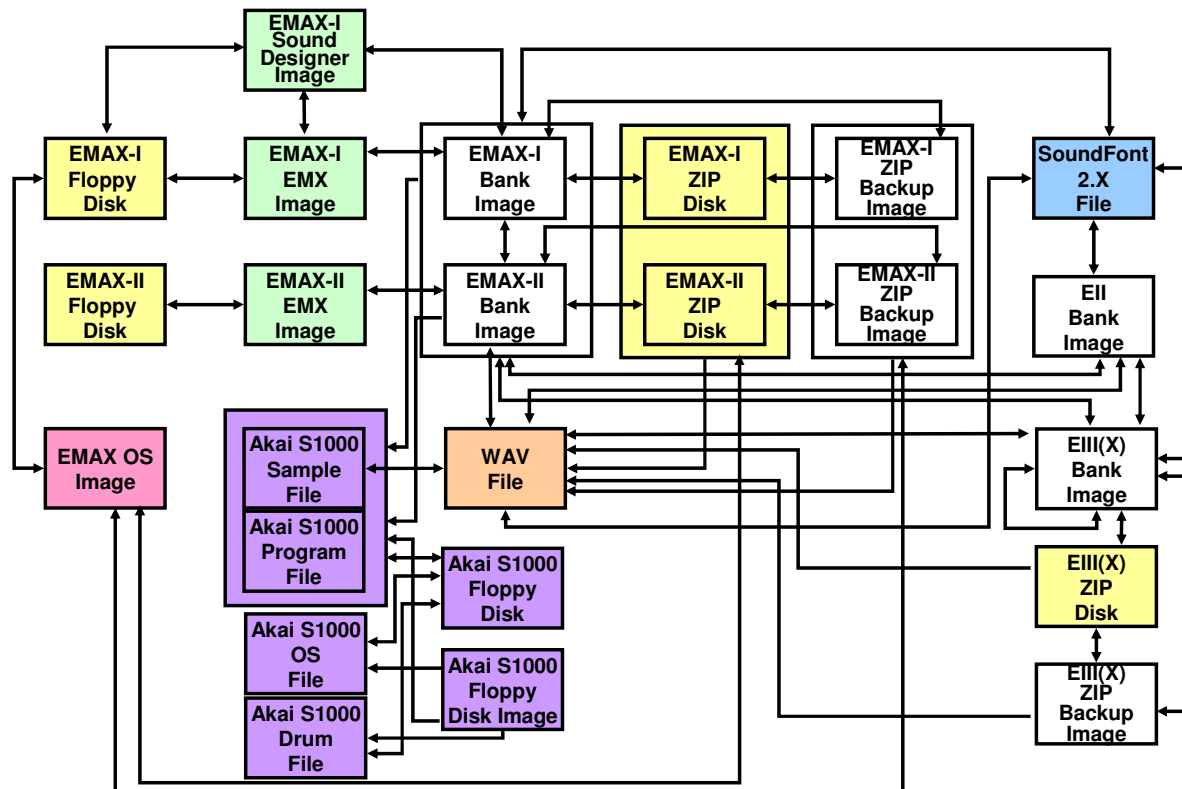 EMAX-I
Sound
Designer
Image
EMAX-I
Floppy
Disk
EMAX-I
EMX
Image
EMAX-I
Bank
Image
EMAX-I
ZIP
Disk
EMAX-I
ZIP
Backup
Image
SoundFont
2.X
File
EMAX-II
Floppy
Disk
EMAX-II
EMX
Image
EMAX-II
Bank
Image
EMAX-II
ZIP
Disk
EMAX-II
ZIP
Backup
Image
EII
Bank
Image
EMAX OS
Image
Akai S1000
Sample
File
WAV
File
EIII(X)
Bank
Image
Akai S1000
Program
File
Akai S1000
Floppy
Disk
EIII(X)
ZIP
Disk
Akai S1000
OS
File
Akai S1000
Floppy
Disk Image
EIII(X)
ZIP
Backup
Image
Akai S1000
Drum
File